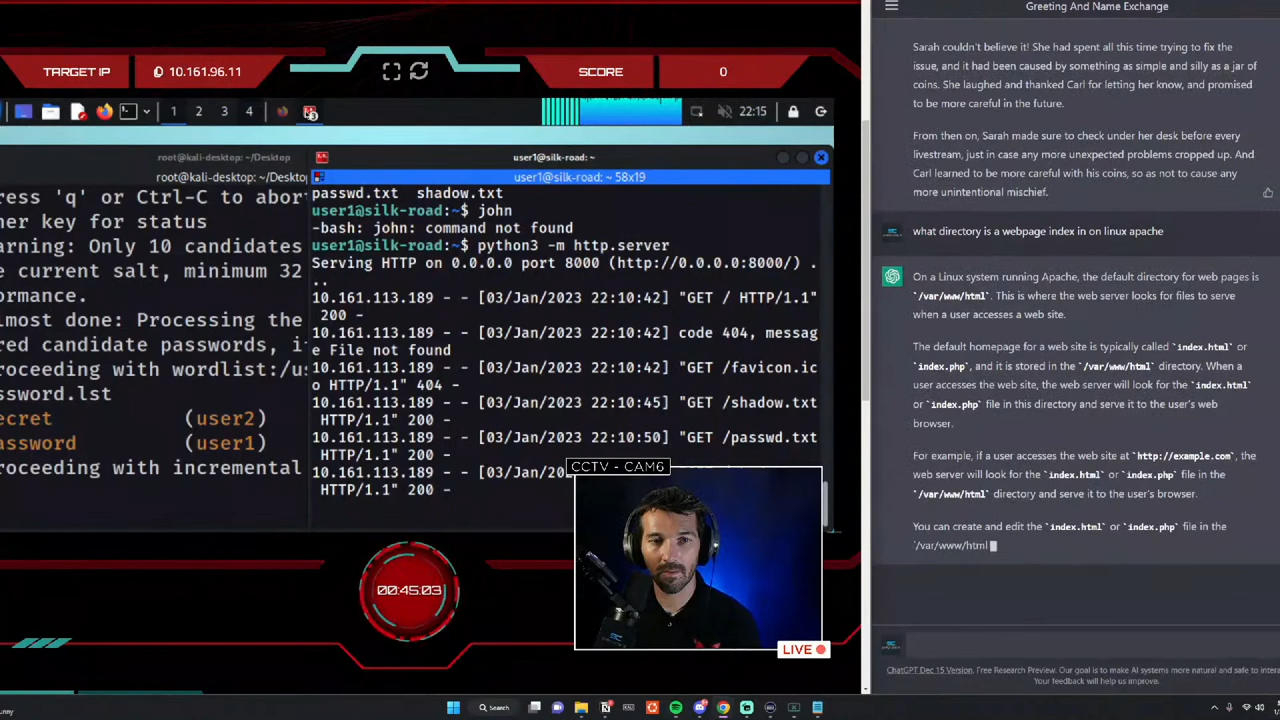 TARGET IP
10.161.96.11
SCORE
0
1 2 3 4
22:15
root@kali-desktop: ~/Desktop
root@kali-desktop: ~/Deskto
ress 'q' or Ctrl-C to abor
her key for status
arning: Only 10 candidates
e current salt, minimum 32
ormance.
lmost done: Processing the
red candidate passwords, i
roceeding with wordlist:/u
ssword.lst
ecret (user2)
assword (user1)
roceeding with incremental
user1@silk-road: ~
user1@silk-road: ~ 58x19
passwd.txt shadow.txt
user1@silk-road:~$ john
-bash: john: command not found
user1@silk-road:~$ python3 -m http.server
Serving HTTP on 0.0.0.0 port 8000 (http://0.0.0.0:8000/) .
..
10.161.113.189 - - [03/Jan/2023 22:10:42] "GET / HTTP/1.1"
200 -
10.161.113.189 - - [03/Jan/2023 22:10:42] code 404, messag
e File not found
10.161.113.189 - - [03/Jan/2023 22:10:42] "GET /favicon.ic
o HTTP/1.1" 404 -
10.161.113.189 - - [03/Jan/2023 22:10:45] "GET /shadow.txt
HTTP/1.1" 200 -
10.161.113.189 - - [03/Jan/2023 22:10:50] "GET /passwd.txt
HTTP/1.1" 200 -
10.161.113.189 - - [03/Jan/20
HTTP/1.1" 200 -
CCTV - CAM6
LIVE
00:45:03
Greeting And Name Exchange
Sarah couldn't believe it! She had spent all this time trying to fix the
issue, and it had been caused by something as simple and silly as a jar of
coins. She laughed and thanked Carl for letting her know, and promised
to be more careful in the future.
From then on, Sarah made sure to check under her desk before every
livestream, just in case any more unexpected problems cropped up. And
Carl learned to be more careful with his coins, so as not to cause any
more unintentional mischief.
what directory is a webpage index in on linux apache
On a Linux system running Apache, the default directory for web pages is
`/var/www/html`. This is where the web server looks for files to serve
when a user accesses a web site.
The default homepage for a web site is typically called `index.html` or
`index.php`, and it is stored in the `/var/www/html` directory. When a
user accesses the web site, the web server will look for the `index.html`
or `index.php` file in this directory and serve it to the user's web
browser.
For example, if a user accesses the web site at `http://example.com`, the
web server will look for the `index.html` or `index.php` file in the
`/var/www/html` directory and serve it to the user's browser.
You can create and edit the `index.html` or `index.php` file in the
`/var/www/html
ChatGPT Dec 15 Version. Free Research Preview. Our goal is to make AI systems more natural and safe to intera
Your feedback will help us improve.
unny
Search